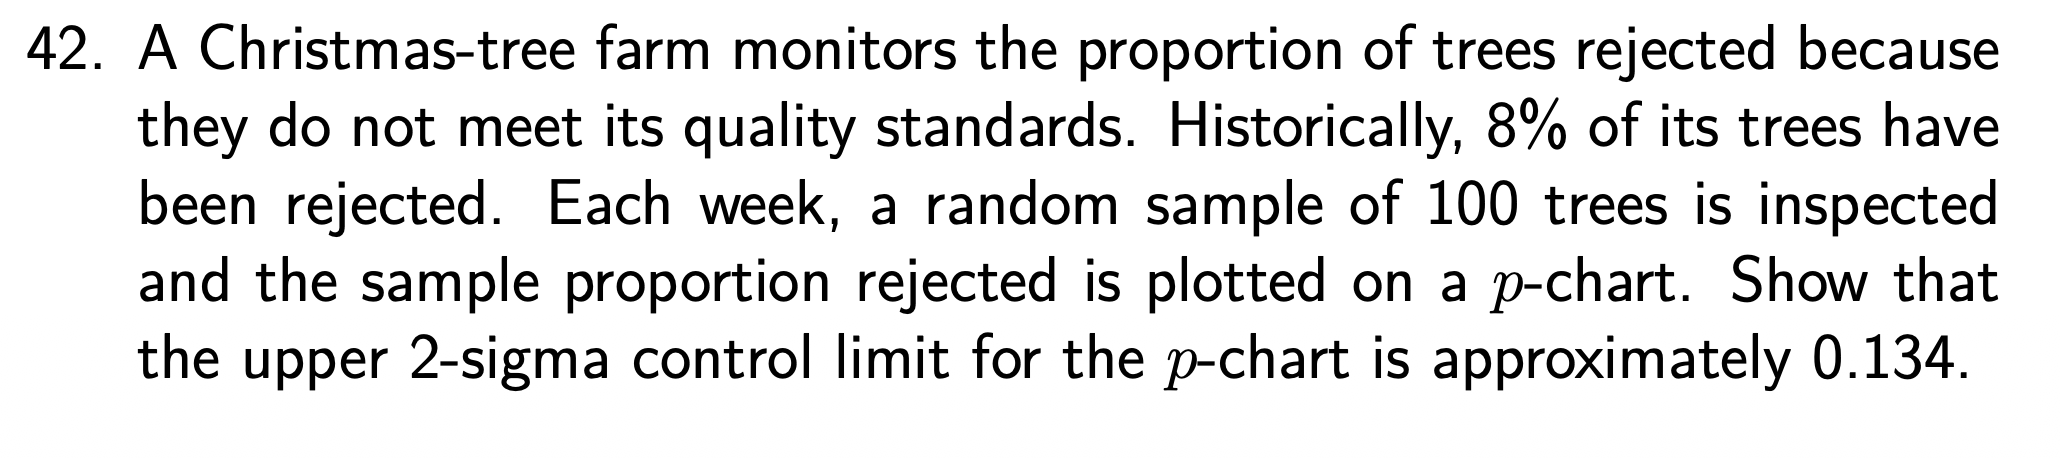 42. A Christmas-tree farm monitors the proportion of trees rejected because
they do not meet its quality standards. Historically, 8% of its trees have
been rejected. Each week, a random sample of 100 trees is inspected
and the sample proportion rejected is plotted on a p-chart. Show that
the upper 2-sigma control limit for the p-chart is approximately 0.134.